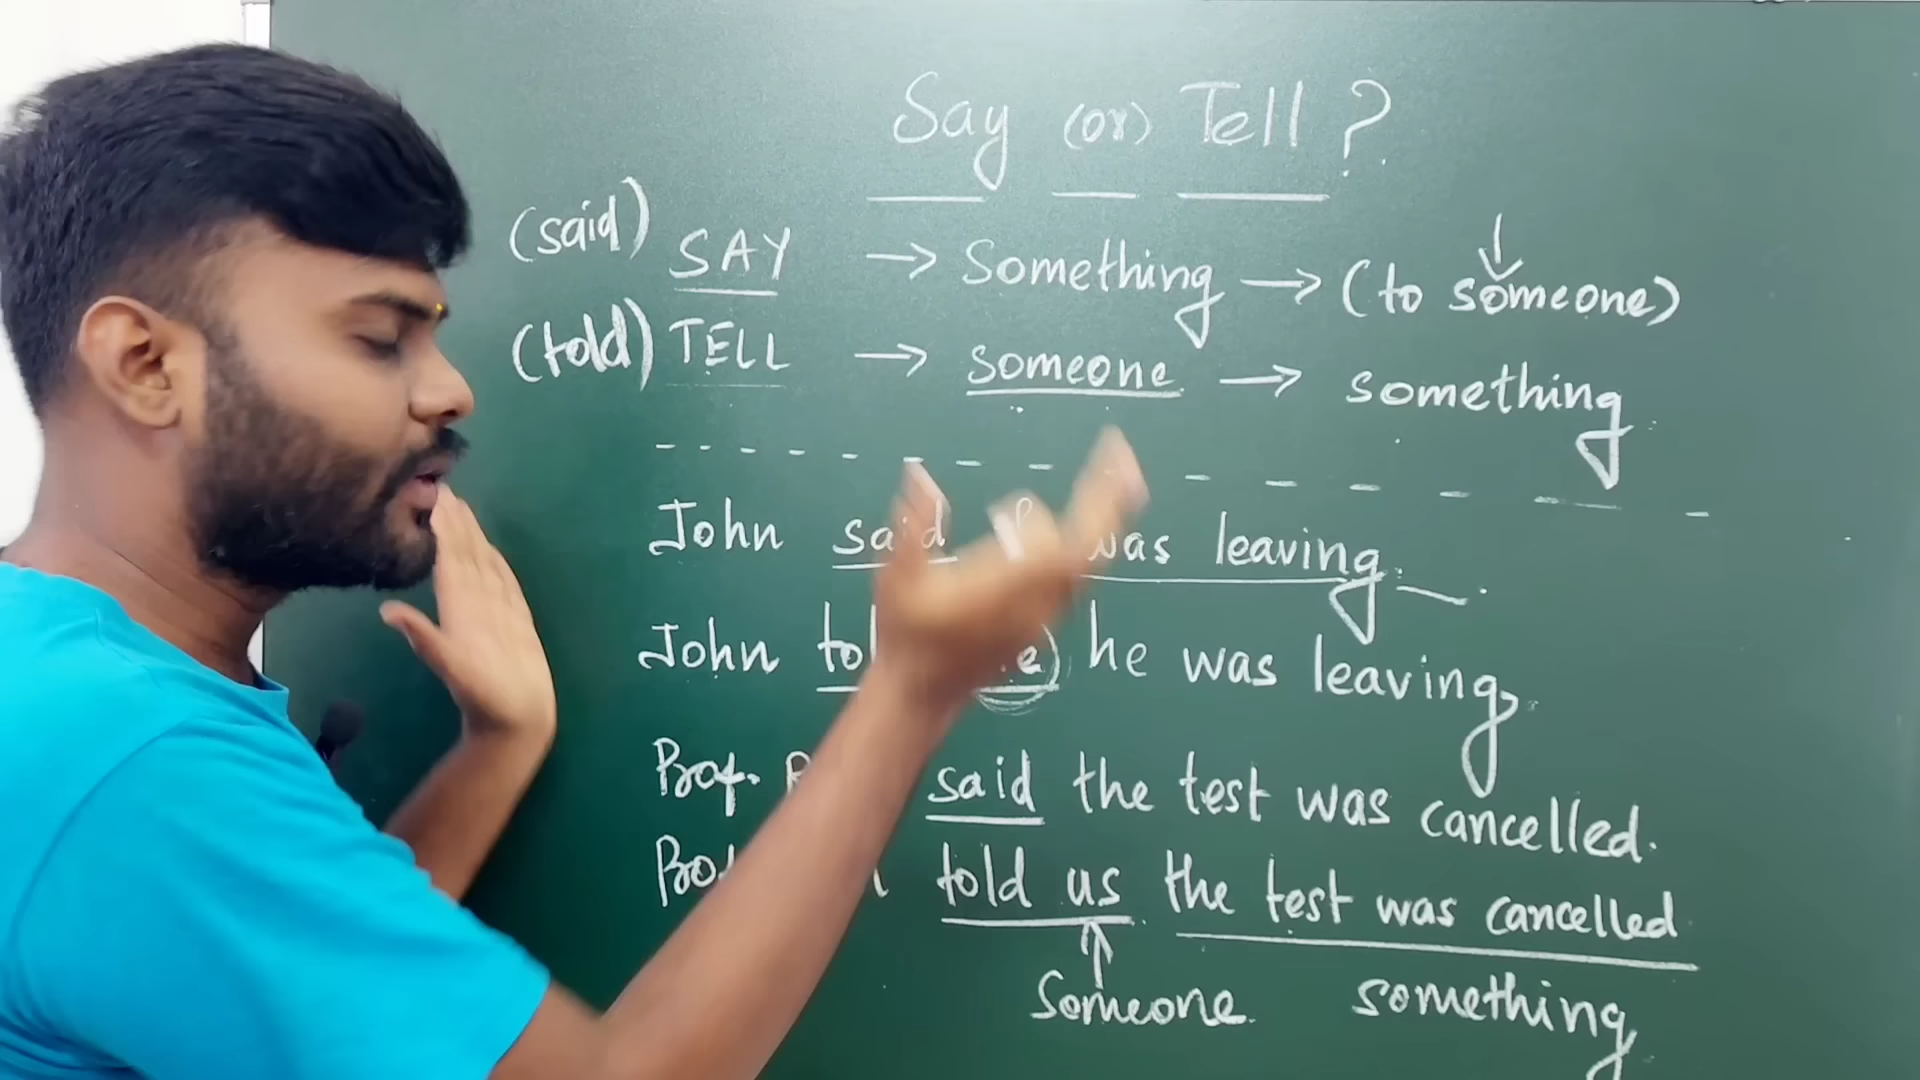 Say (or) Tell ?
(said) SAY → Something → (to someone)
(told) TELL → someone → something
John said was leaving.
John he was leaving.
Prof. said the test was cancelled.
told us the test was cancelled
Someone something